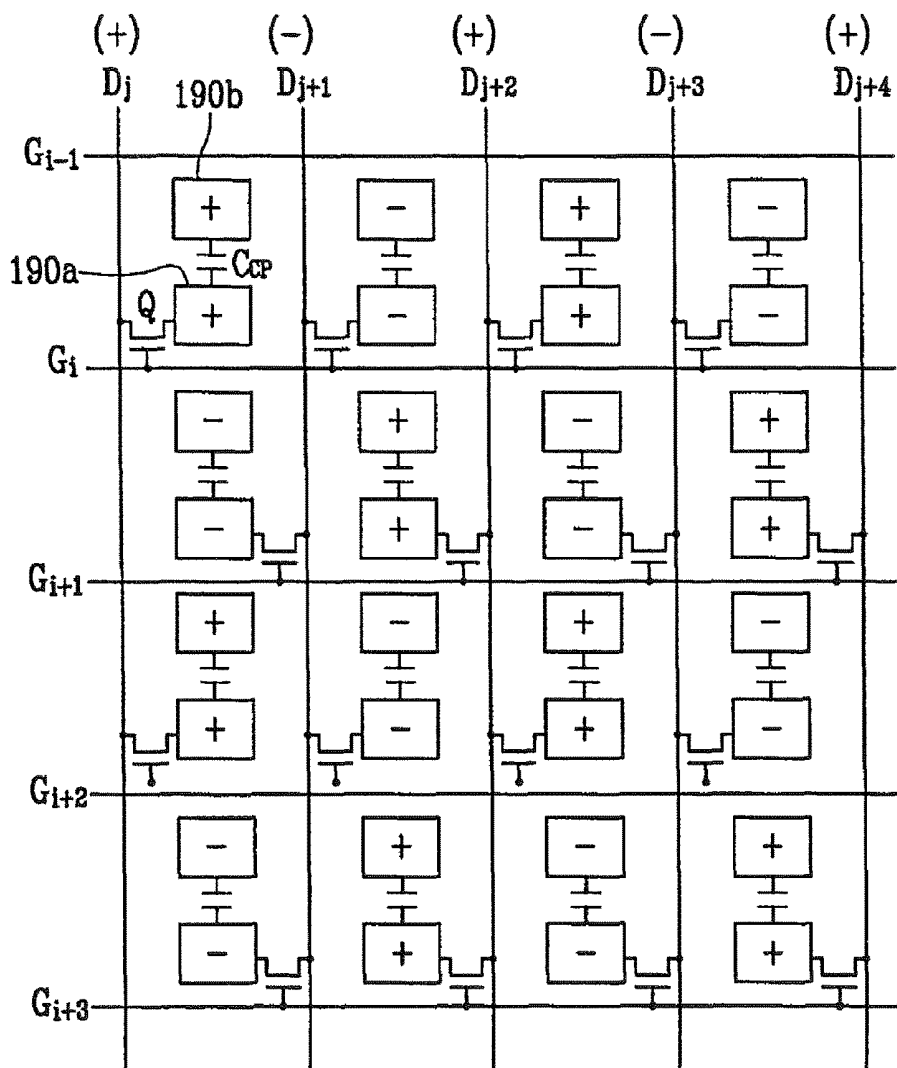 (+) (-) (+) (-) (+)
Dj Dj+1 Dj+2 Dj+3 Dj+4
190b
Gi-1
+ - + -
190a CCP
Q + - + -
Gi
- + - +
- + - +
Gi+1
+ - + -
+ - + -
Gi+2
- + - +
- + - +
Gi+3